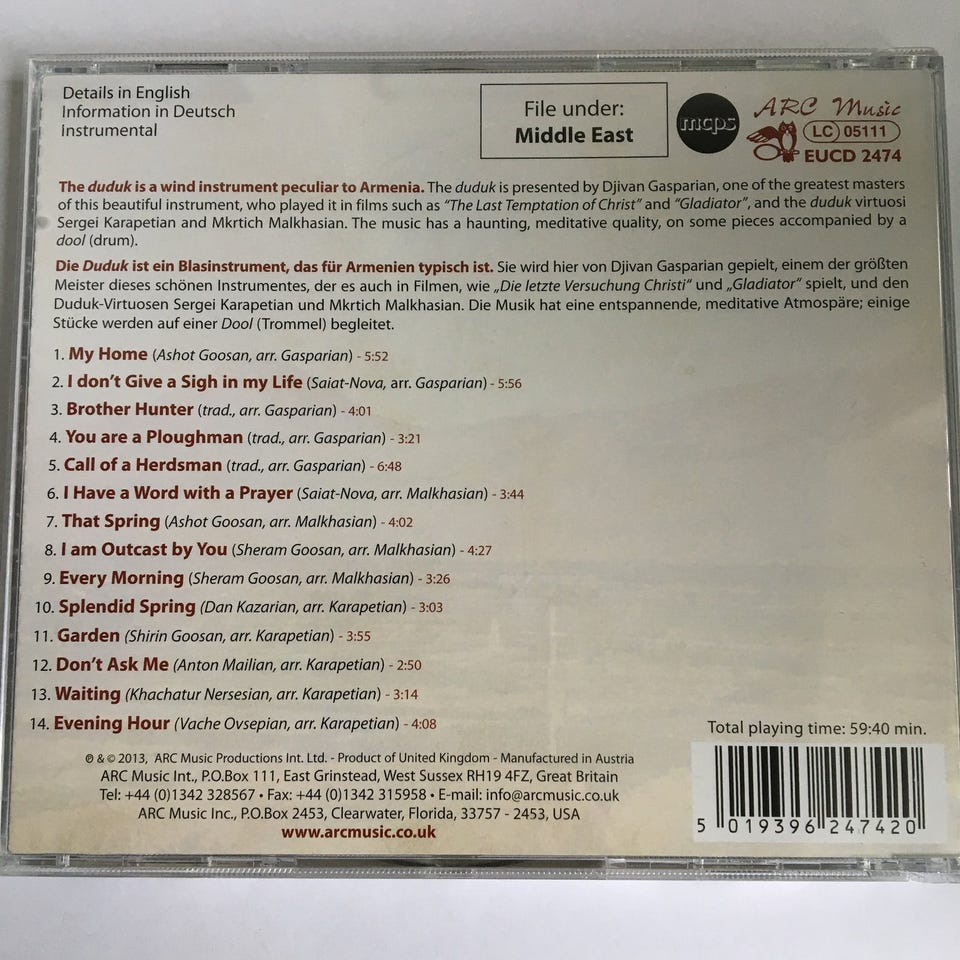 Details in English
Information in Deutsch
Instrumental
File under:
Middle East
mcps
ARC Music
LC 05111
EUCD 2474
The duduk is a wind instrument peculiar to Armenia. The duduk is presented by Djivan Gasparian, one of the greatest masters
of this beautiful instrument, who played it in films such as “The Last Temptation of Christ” and “Gladiator”, and the duduk virtuosi
Sergei Karapetian and Mkrtich Malkhasian. The music has a haunting, meditative quality, on some pieces accompanied by a
dool (drum).
Die Duduk ist ein Blasinstrument, das für Armenien typisch ist. Sie wird hier von Djivan Gasparian gepielt, einem der größten
Meister dieses schönen Instrumentes, der es auch in Filmen, wie „Die letzte Versuchung Christi“ und „Gladiator“ spielt, und den
Duduk-Virtuosen Sergei Karapetian und Mkrtich Malkhasian. Die Musik hat eine entspannende, meditative Atmospäre; einige
Stücke werden auf einer Dool (Trommel) begleitet.
1. My Home (Ashot Goosan, arr. Gasparian) - 5:52
2. I don’t Give a Sigh in my Life (Saiat-Nova, arr. Gasparian) - 5:56
3. Brother Hunter (trad., arr. Gasparian) - 4:01
4. You are a Ploughman (trad., arr. Gasparian) - 3:21
5. Call of a Herdsman (trad., arr. Gasparian) - 6:48
6. I Have a Word with a Prayer (Saiat-Nova, arr. Malkhasian) - 3:44
7. That Spring (Ashot Goosan, arr. Malkhasian) - 4:02
8. I am Outcast by You (Sheram Goosan, arr. Malkhasian) - 4:27
9. Every Morning (Sheram Goosan, arr. Malkhasian) - 3:26
10. Splendid Spring (Dan Kazarian, arr. Karapetian) - 3:03
11. Garden (Shirin Goosan, arr. Karapetian) - 3:55
12. Don’t Ask Me (Anton Mailian, arr. Karapetian) - 2:50
13. Waiting (Khachatur Nersesian, arr. Karapetian) - 3:14
14. Evening Hour (Vache Ovsepian, arr. Karapetian) - 4:08
Total playing time: 59:40 min.
℗ & © 2013, ARC Music Productions Int. Ltd. - Product of United Kingdom - Manufactured in Austria
ARC Music Int., P.O.Box 111, East Grinstead, West Sussex RH19 4FZ, Great Britain
Tel: +44 (0)1342 328567 • Fax: +44 (0)1342 315958 • E-mail: info@arcmusic.co.uk
ARC Music Inc., P.O.Box 2453, Clearwater, Florida, 33757 - 2453, USA
www.arcmusic.co.uk
5 019396 247420